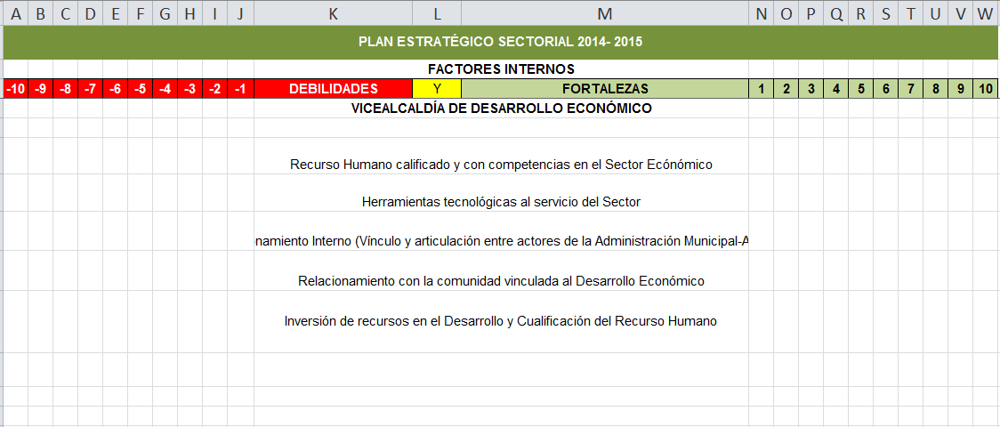 A B C D E F G H I J K L M N O P Q R S T U V W
PLAN ESTRATÉGICO SECTORIAL 2014- 2015
FACTORES INTERNOS
-10 -9 -8 -7 -6 -5 -4 -3 -2 -1 DEBILIDADES Y FORTALEZAS 1 2 3 4 5 6 7 8 9 10
VICEALCALDÍA DE DESARROLLO ECONÓMICO
Recurso Humano calificado y con competencias en el Sector Ecónómico
Herramientas tecnológicas al servicio del Sector
namiento Interno (Vínculo y articulación entre actores de la Administración Municipal-A
Relacionamiento con la comunidad vinculada al Desarrollo Económico
Inversión de recursos en el Desarrollo y Cualificación del Recurso Humano